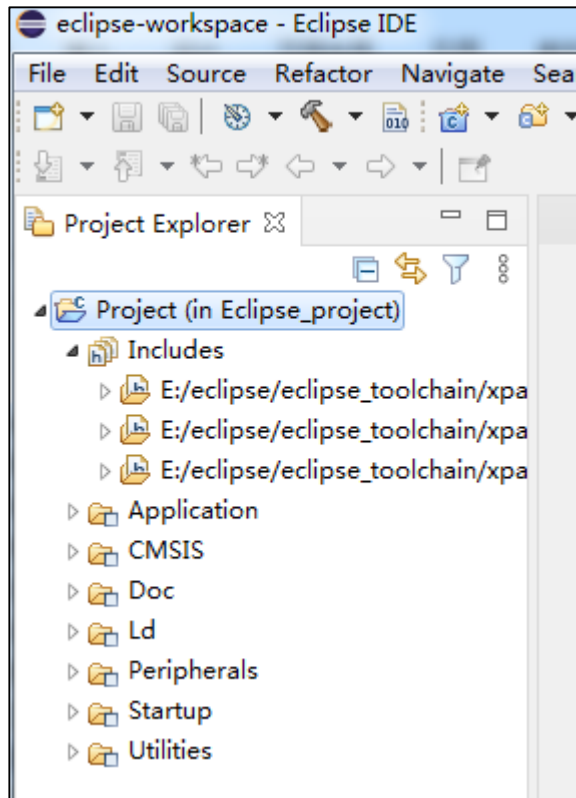 eclipse-workspace - Eclipse IDE
File Edit Source Refactor Navigate Sea
010
Project Explorer
Project (in Eclipse_project)
Includes
E:/eclipse/eclipse_toolchain/xpa
E:/eclipse/eclipse_toolchain/xpa
E:/eclipse/eclipse_toolchain/xpa
Application
CMSIS
Doc
Ld
Peripherals
Startup
Utilities